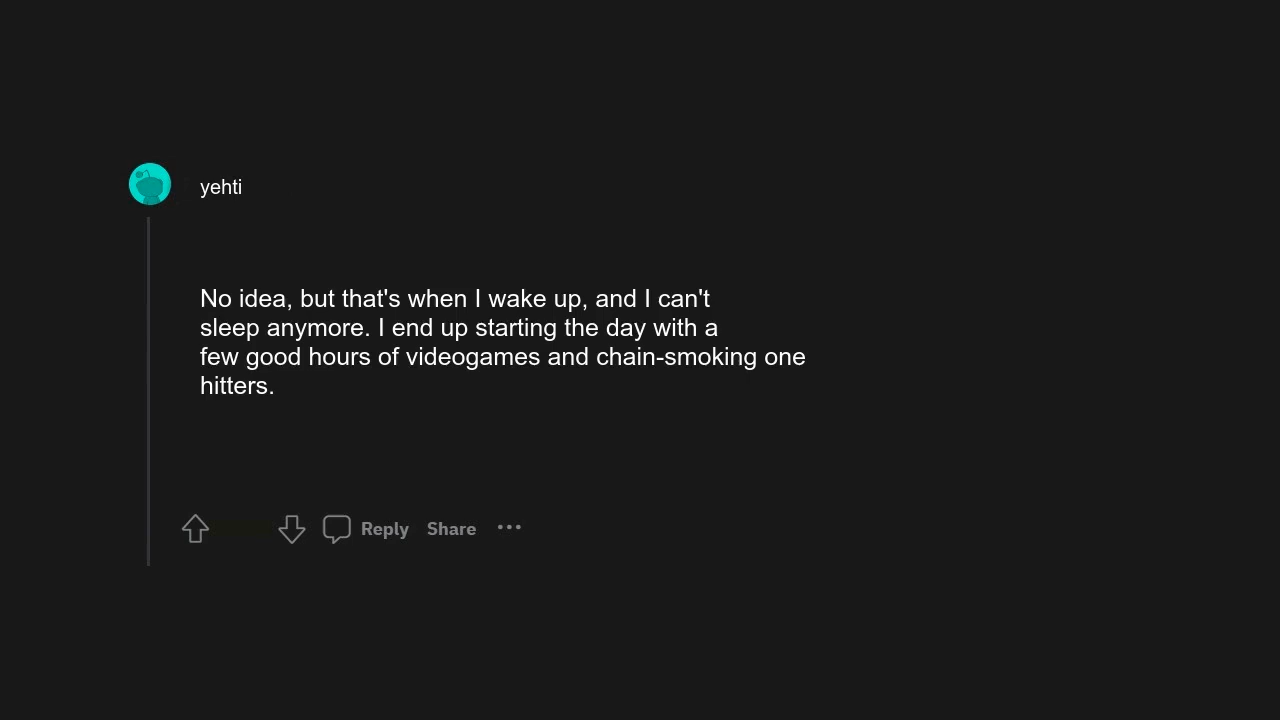 yehti
No idea, but that's when I wake up, and I can't
sleep anymore. I end up starting the day with a
few good hours of videogames and chain-smoking one
hitters.
Reply Share